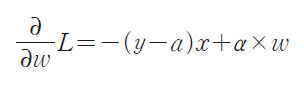 ∂/∂w L = −(y−a)x + α × w